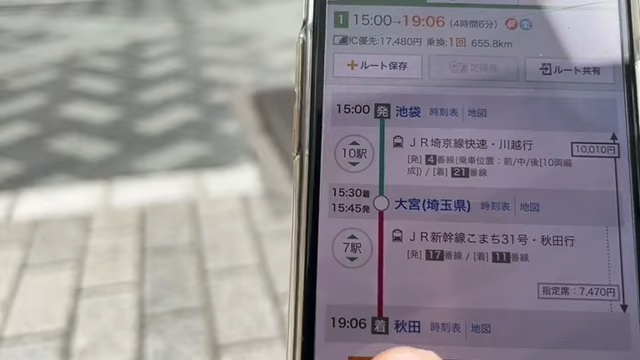 1 15:00→19:06 (4時間6分)
IC優先:17,480円 乗換:1回 655.8km
+ルート保存
ルート共有
15:00 発 池袋 時刻表 地図
10駅
JR埼京線快速・川越行
10,010円
[発] 4番線(乗車位置:前/中/後[10両編
成]) / [着] 21番線
15:30着
15:45発
大宮(埼玉県) 時刻表 地図
7駅
JR新幹線こまち31号・秋田行
[発] 17番線 / [着] 11番線
指定席:7,470円
19:06 着 秋田 時刻表 地図